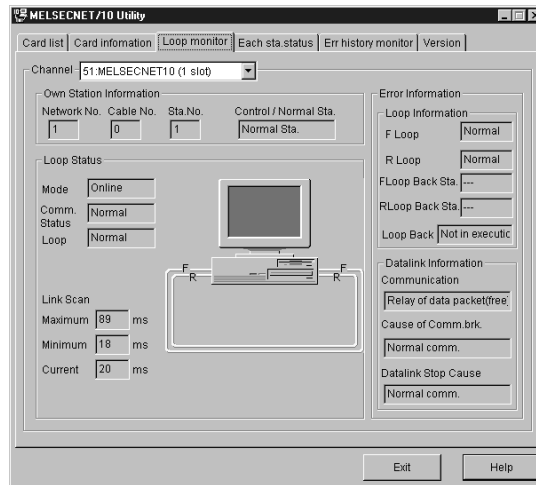 MELSECNET/10 Utility
Card list Card infomation Loop monitor Each sta.status Err history monitor Version
Channel 51:MELSECNET10 (1 slot)
Own Station Information
Network No. Cable No. Sta.No. Control / Normal Sta.
1 0 1 Normal Sta.
Loop Status
Mode Online
Comm. Status Normal
Loop Normal
F R F R
Link Scan
Maximum 89 ms
Minimum 18 ms
Current 20 ms
Error Information
Loop Information
F Loop Normal
R Loop Normal
FLoop Back Sta. ---
RLoop Back Sta. ---
Loop Back Not in executic
Datalink Information
Communication
Relay of data packet(free)
Cause of Comm.brk.
Normal comm.
Datalink Stop Cause
Normal comm.
Exit Help